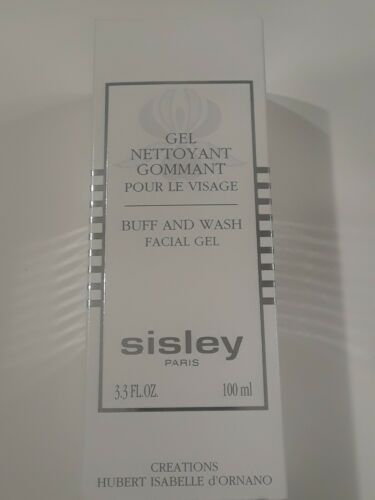 GEL
NETTOYANT
GOMMANT
POUR LE VISAGE
BUFF AND WASH
FACIAL GEL
sisley
PARIS
3.3 FL.OZ. 100 ml
CREATIONS
HUBERT ISABELLE d'ORNANO